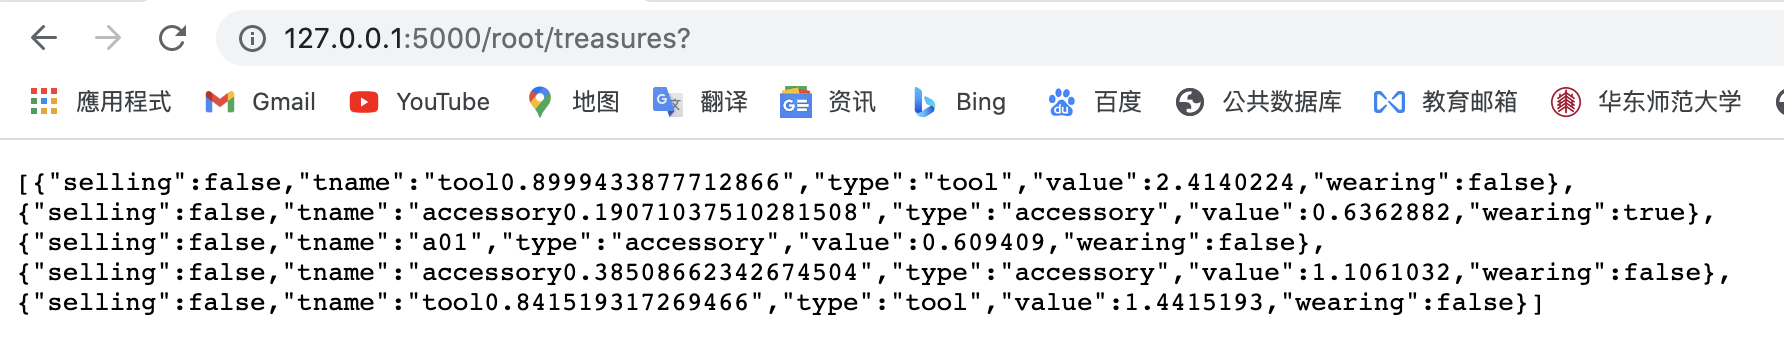 127.0.0.1:5000/root/treasures?
應用程式 Gmail YouTube 地图 翻译 资讯 Bing 百度 公共数据库 教育邮箱 华东师范大学
[{"selling":false,"tname":"tool0.8999433877712866","type":"tool","value":2.4140224,"wearing":false},
{"selling":false,"tname":"accessory0.19071037510281508","type":"accessory","value":0.6362882,"wearing":true},
{"selling":false,"tname":"a01","type":"accessory","value":0.609409,"wearing":false},
{"selling":false,"tname":"accessory0.38508662342674504","type":"accessory","value":1.1061032,"wearing":false},
{"selling":false,"tname":"tool0.841519317269466","type":"tool","value":1.4415193,"wearing":false}]